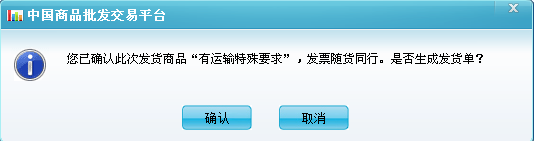 中国商品批发交易平台
您已确认此次发货商品“有运输特殊要求”，发票随货同行。是否生成发货单？
确认
取消